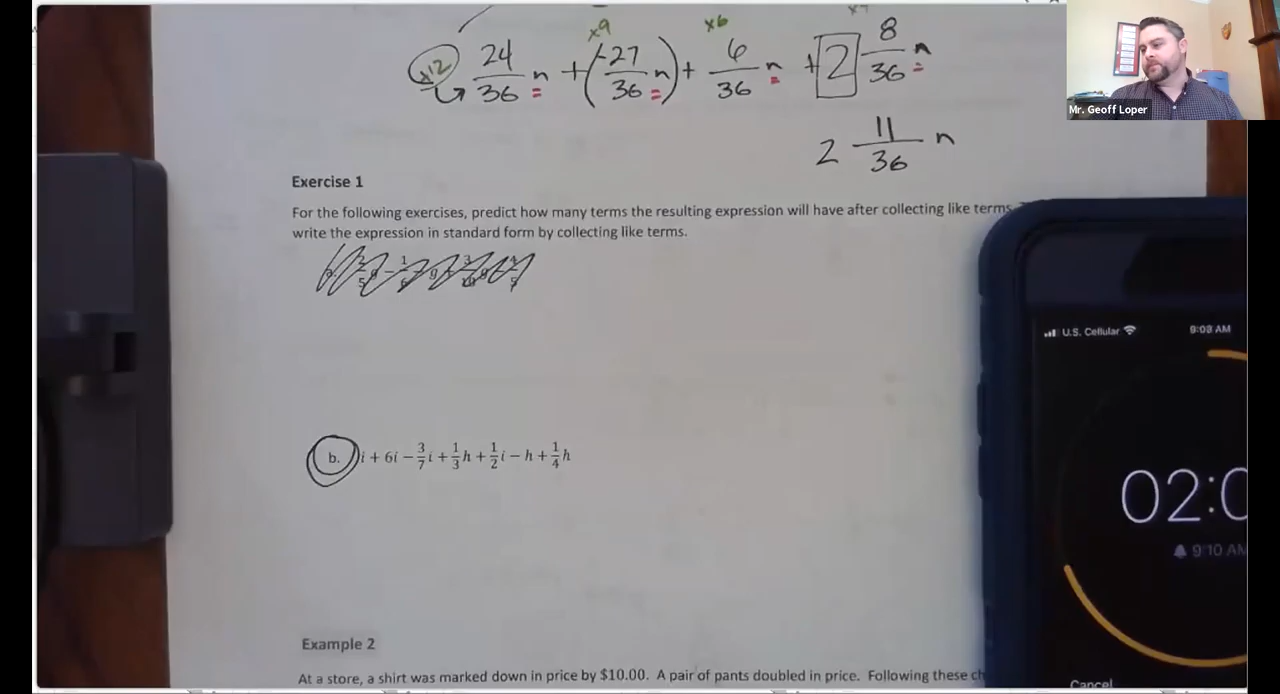 x9 x6
x12 24/36 n + (-27/36 n) + 6/36 n + 2 8/36 n
2 11/36 n
Mr. Geoff Loper
Exercise 1
For the following exercises, predict how many terms the resulting expression will have after collecting like terms.
write the expression in standard form by collecting like terms.
U.S. Cellular 9:03 AM
b. i + 6i − 3/7 i + 1/3 h + 1/2 i − h + 1/4 h
02:0
9:10 AM
Example 2
At a store, a shirt was marked down in price by $10.00. A pair of pants doubled in price. Following these ch
Cancel